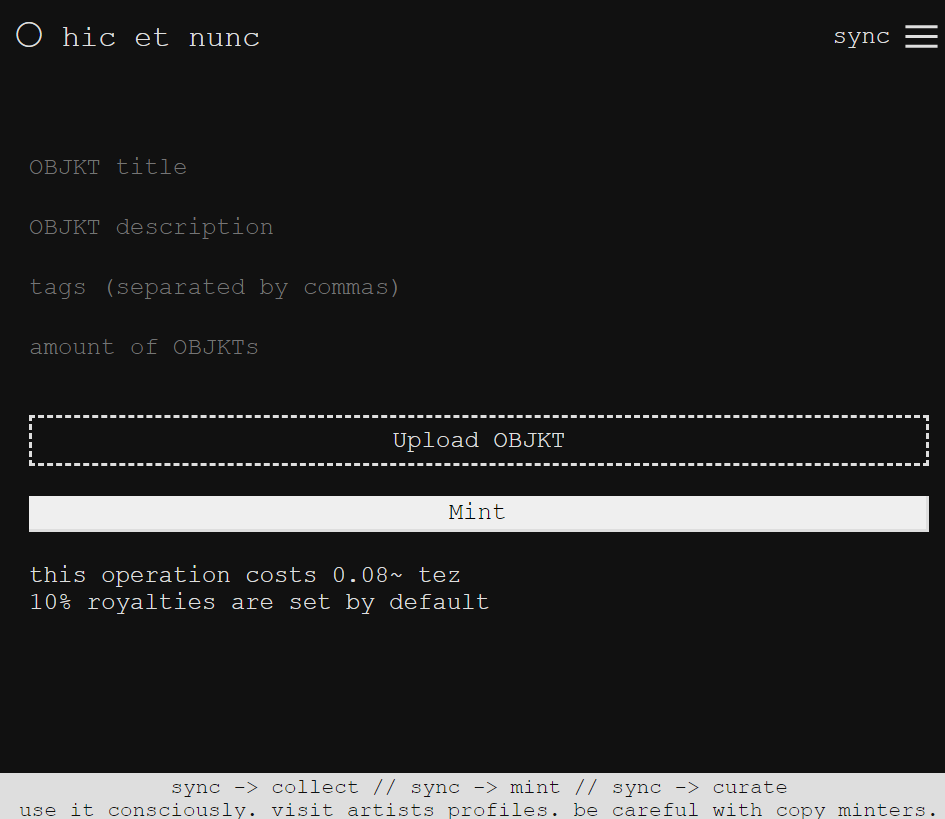 hic et nunc
sync
OBJKT title
OBJKT description
tags (separated by commas)
amount of OBJKTs
Upload OBJKT
Mint
this operation costs 0.08~ tez
10% royalties are set by default
sync -> collect // sync -> mint // sync -> curate
use it consciously. visit artists profiles. be careful with copy minters.